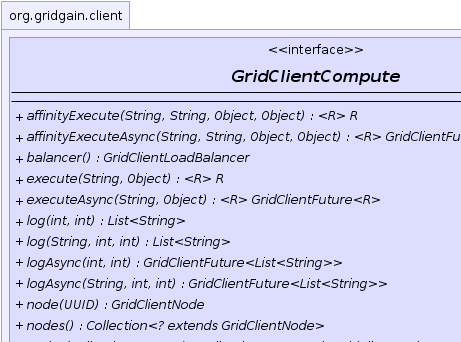 org.gridgain.client
<<interface>>
GridClientCompute
+ affinityExecute(String, String, Object, Object) : <R> R
+ affinityExecuteAsync(String, String, Object, Object) : <R> GridClientFu
+ balancer() : GridClientLoadBalancer
+ execute(String, Object) : <R> R
+ executeAsync(String, Object) : <R> GridClientFuture<R>
+ log(int, int) : List<String>
+ log(String, int, int) : List<String>
+ logAsync(int, int) : GridClientFuture<List<String>>
+ logAsync(String, int, int) : GridClientFuture<List<String>>
+ node(UUID) : GridClientNode
+ nodes() : Collection<? extends GridClientNode>